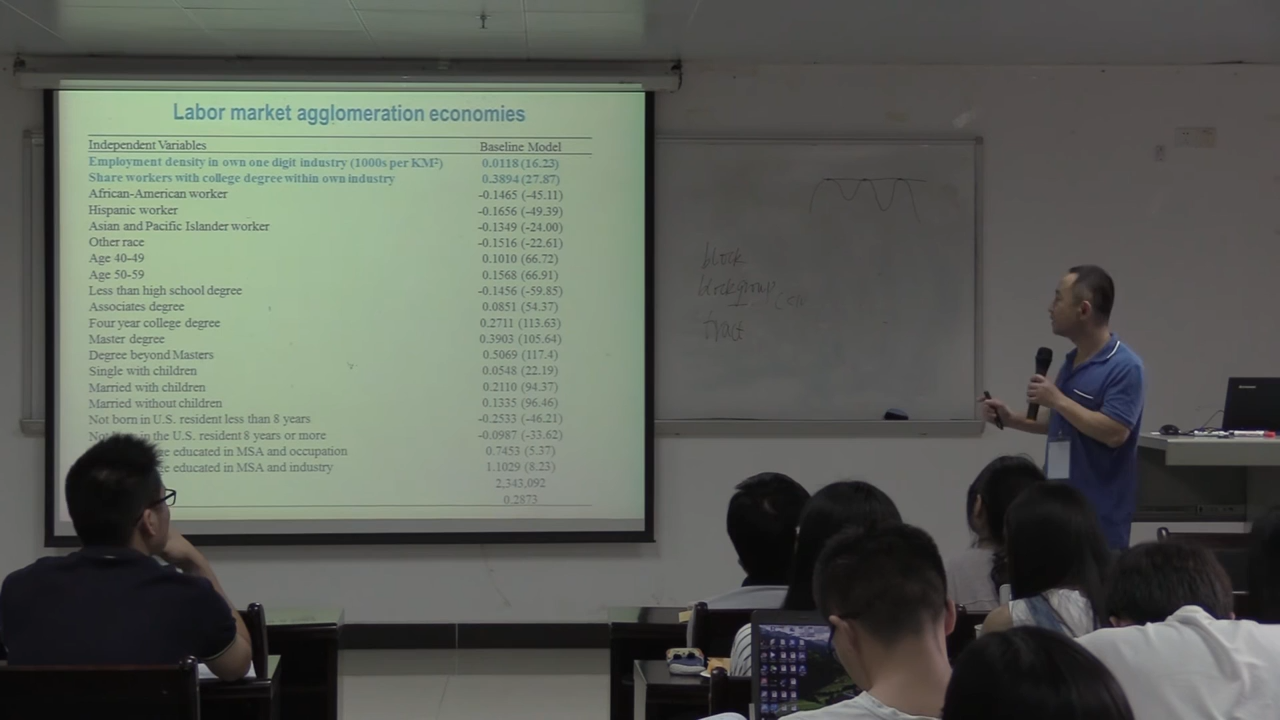 Labor market agglomeration economies
Independent Variables Baseline Model
Employment density in own one digit industry (1000s per KM²) 0.0118 (16.23)
Share workers with college degree within own industry 0.3894 (27.87)
African-American worker -0.1465 (-45.11)
Hispanic worker -0.1656 (-49.39)
Asian and Pacific Islander worker -0.1349 (-24.00)
Other race -0.1516 (-22.61)
Age 40-49 0.1010 (66.72)
Age 50-59 0.1568 (66.91)
Less than high school degree -0.1456 (-59.85)
Associates degree 0.0851 (54.37)
Four year college degree 0.2711 (113.63)
Master degree 0.3903 (105.64)
Degree beyond Masters 0.5069 (117.4)
Single with children 0.0548 (22.19)
Married with children 0.2110 (94.37)
Married without children 0.1335 (96.46)
Not born in U.S. resident less than 8 years -0.2533 (-46.21)
in the U.S. resident 8 years or more -0.0987 (-33.62)
educated in MSA and occupation 0.7453 (5.37)
educated in MSA and industry 1.1029 (8.23)
2,343,092
0.2873
block
blockgroup
tract